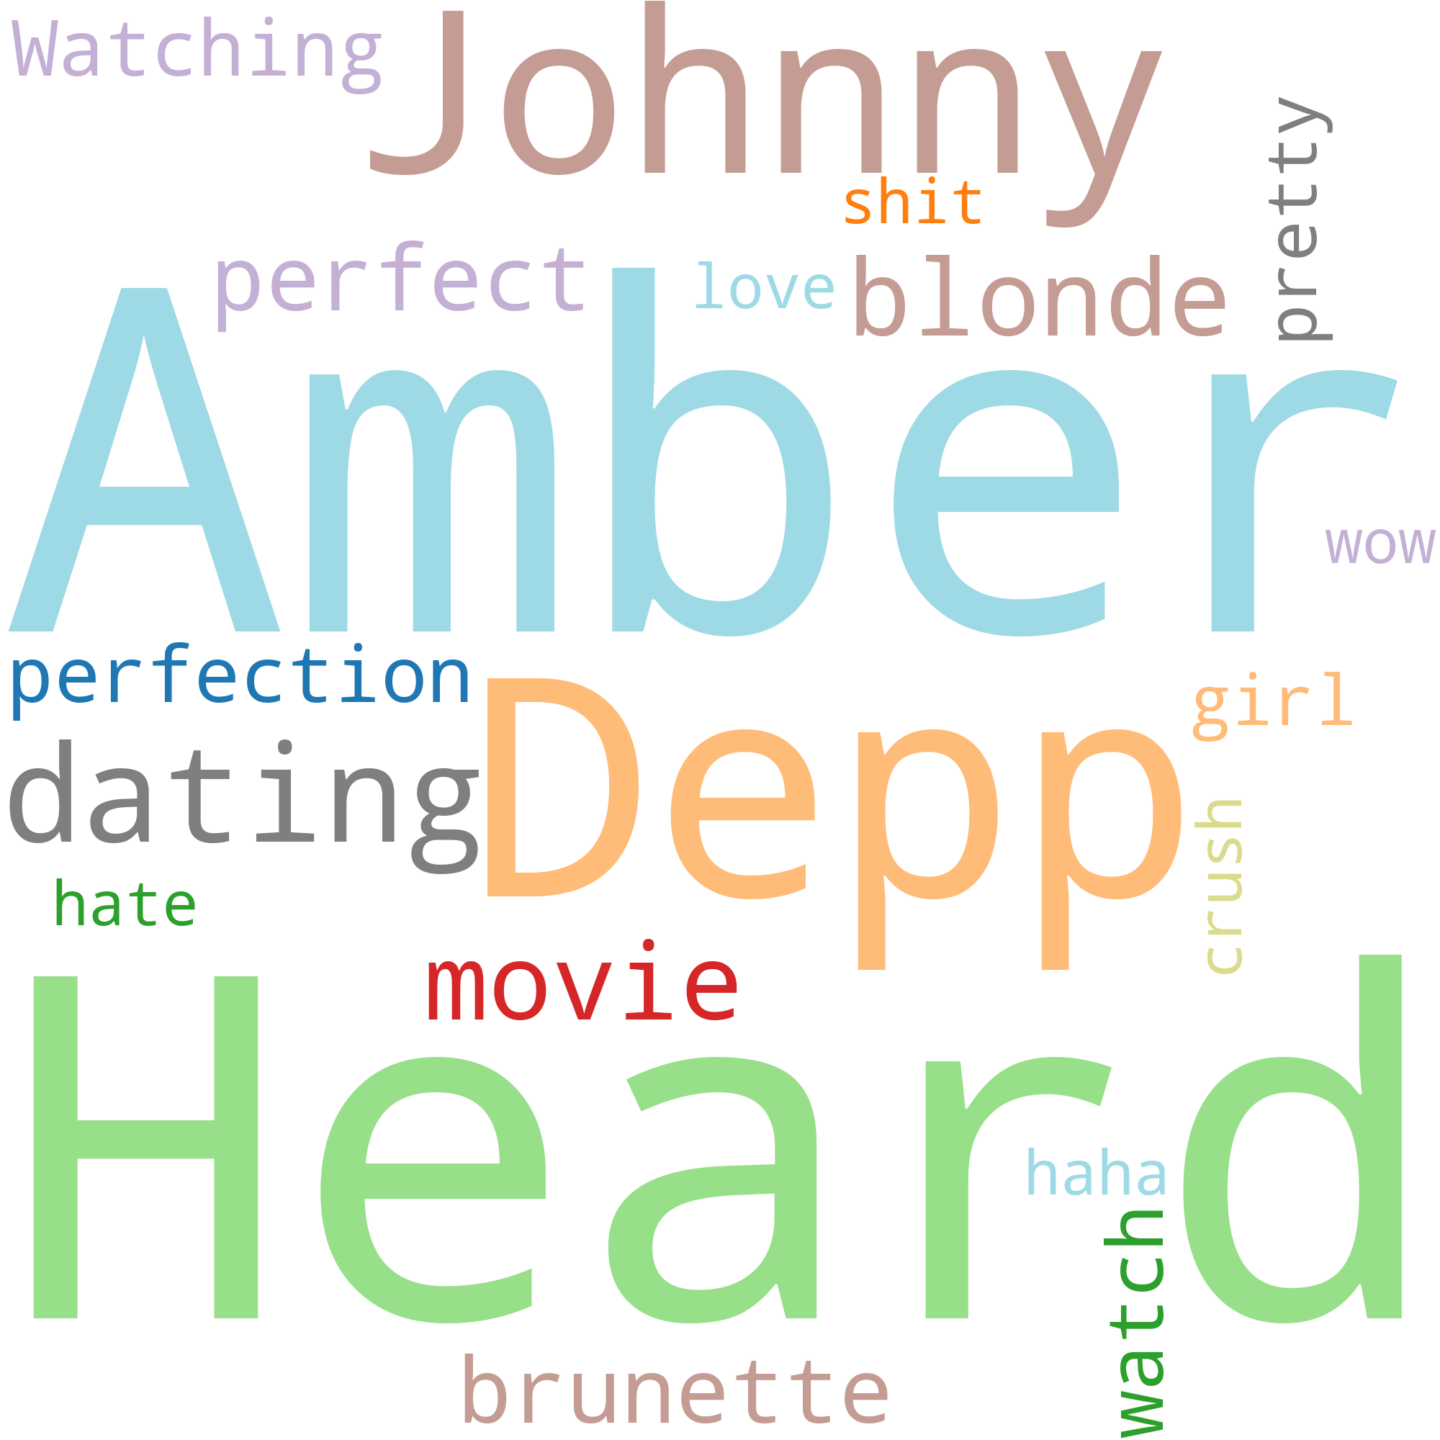 Watching
Johnny
pretty
shit
perfect
love
blonde
Amber
wow
perfection
Depp
girl
dating
crush
hate
movie
Heard
haha
watch
brunette